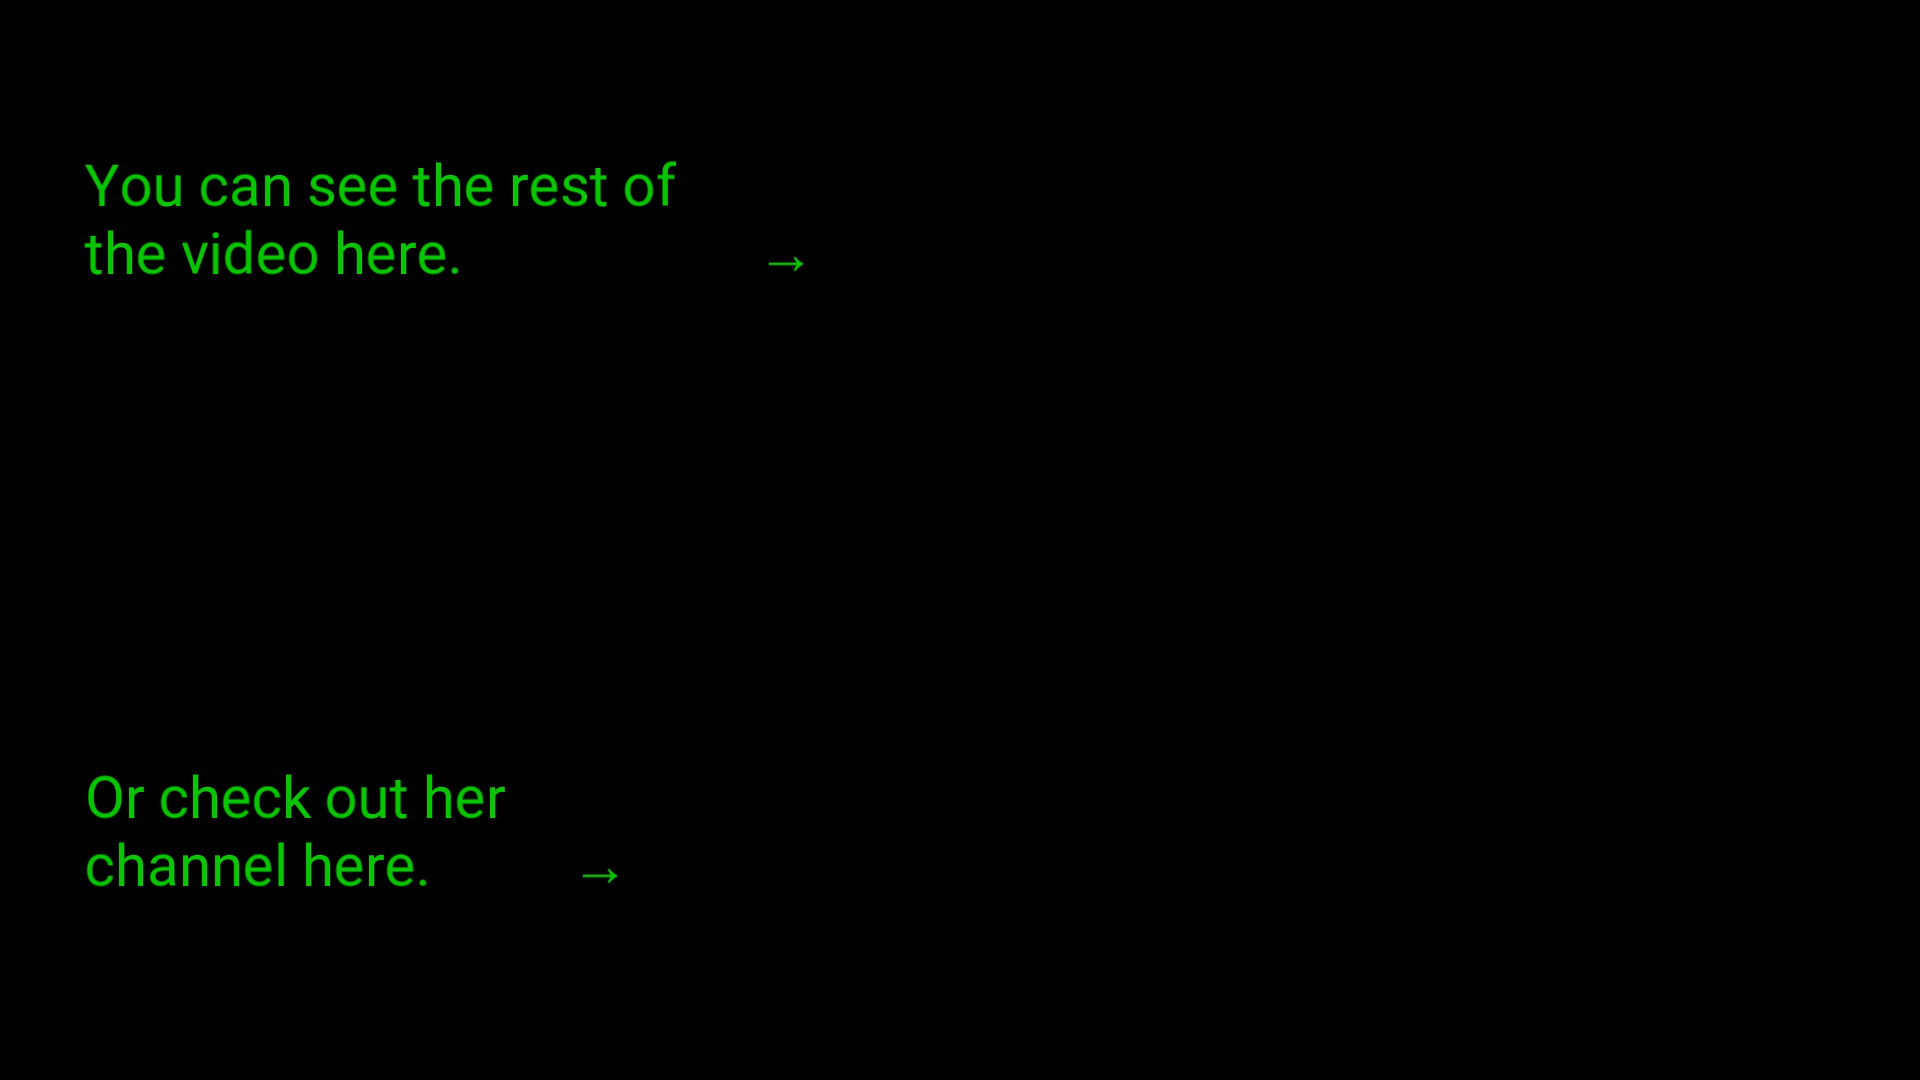 You can see the rest of
the video here. →
Or check out her
channel here. →